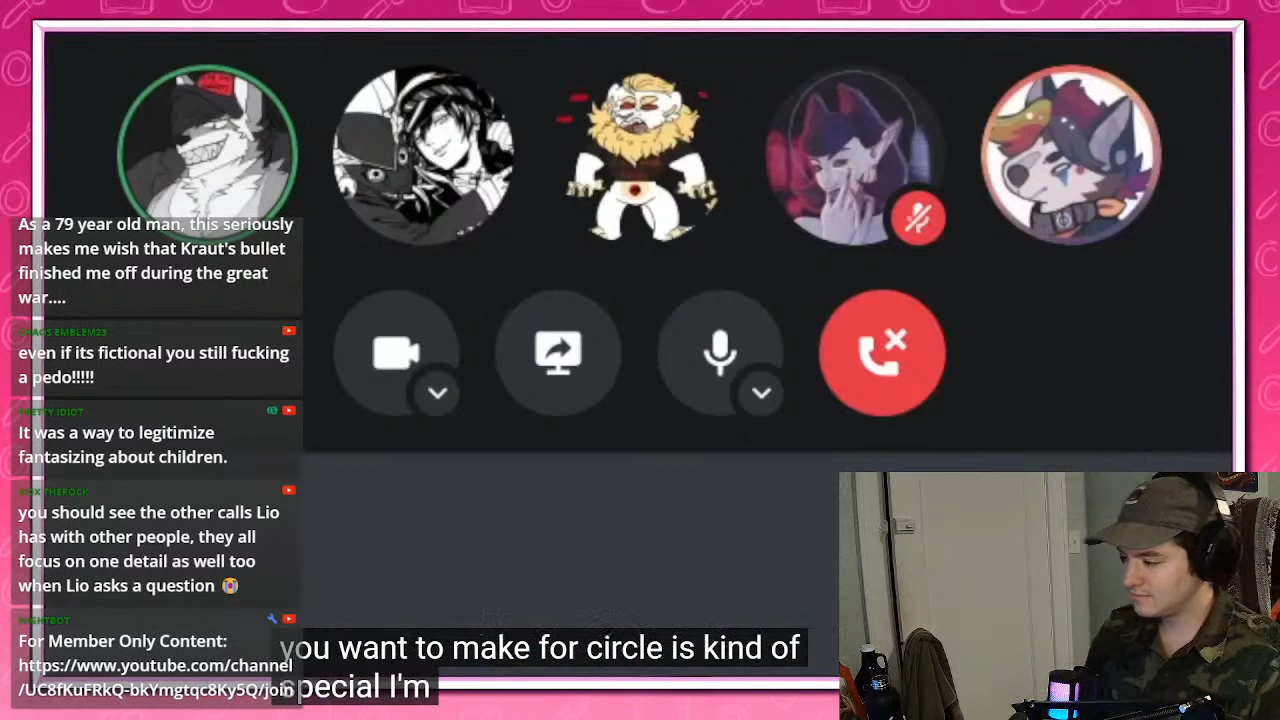 As a 79 year old man, this seriously
makes me wish that Kraut's bullet
finished me off during the great
war....
even if its fictional you still fucking
a pedo!!!!!
It was a way to legitimize
fantasizing about children.
you should see the other calls Lio
has with other people, they all
focus on one detail as well too
when Lio asks a question 😭
NIGHTBOT
For Member Only Content:
https://www.youtube.com/channel
/UC8fKuFRkQ-bkYmgtqc8Ky5Q/join
you want to make for circle is kind of
special I'm